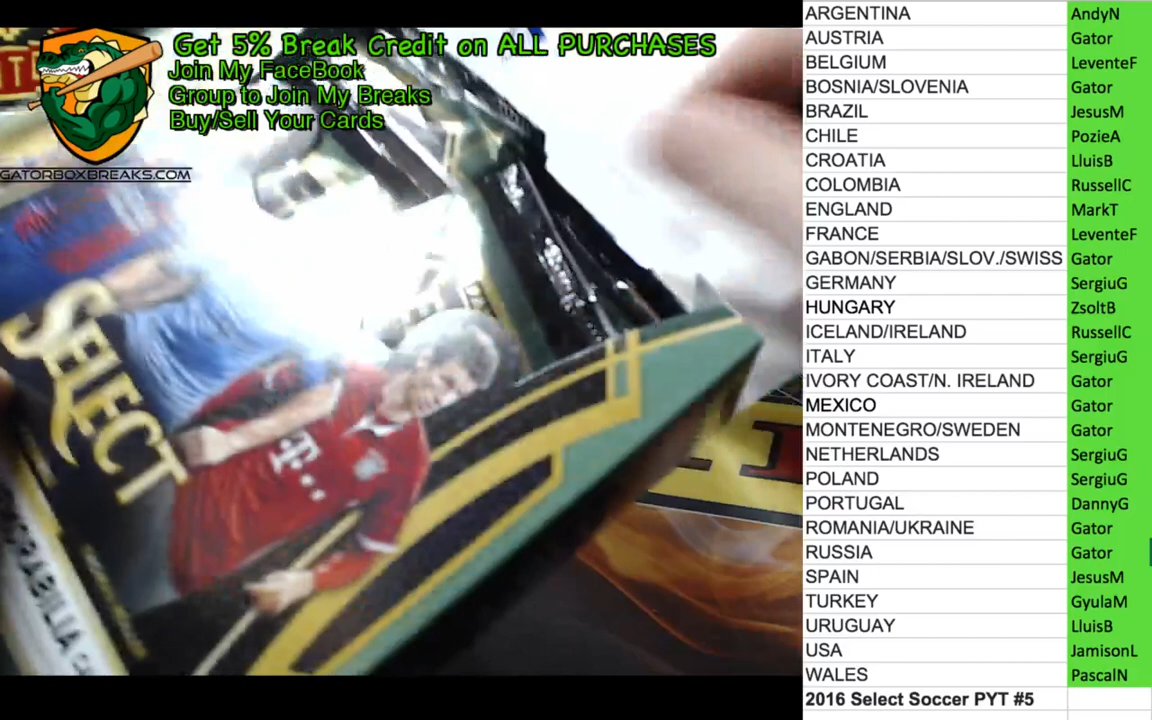 Get 5% Break Credit on ALL PURCHASES
Join My FaceBook
Group to Join My Breaks
Buy/Sell Your Cards
GATORBOXBREAKS.COM
SELECT
T
ARGENTINA AndyN
AUSTRIA Gator
BELGIUM LeventeF
BOSNIA/SLOVENIA Gator
BRAZIL JesusM
CHILE PozieA
CROATIA LluisB
COLOMBIA RussellC
ENGLAND MarkT
FRANCE LeventeF
GABON/SERBIA/SLOV./SWISS Gator
GERMANY SergiuG
HUNGARY ZsoltB
ICELAND/IRELAND RussellC
ITALY SergiuG
IVORY COAST/N. IRELAND Gator
MEXICO Gator
MONTENEGRO/SWEDEN Gator
NETHERLANDS SergiuG
POLAND SergiuG
PORTUGAL DannyG
ROMANIA/UKRAINE Gator
RUSSIA Gator
SPAIN JesusM
TURKEY GyulaM
URUGUAY LluisB
USA JamisonL
WALES PascalN
2016 Select Soccer PYT #5